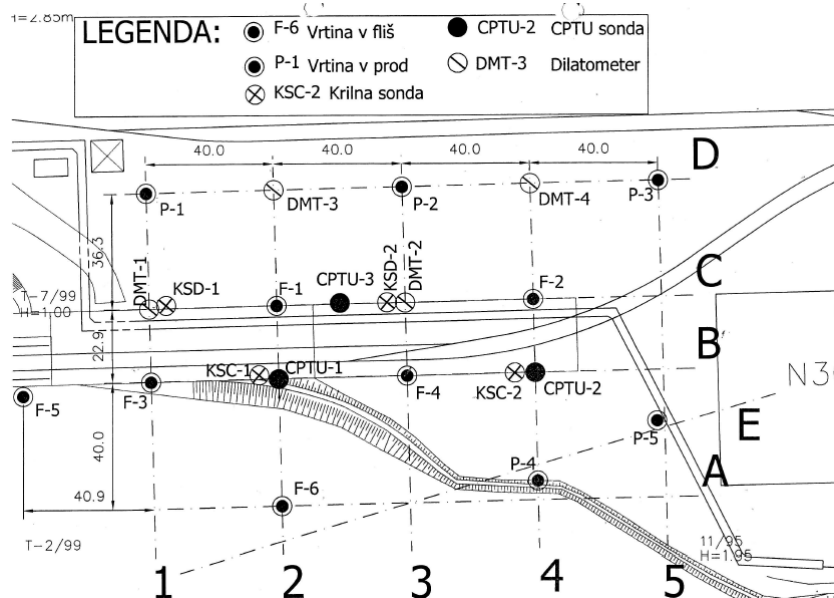 H=2.85m
LEGENDA:
F-6 Vrtina v fliš
CPTU-2 CPTU sonda
P-1 Vrtina v prod
DMT-3 Dilatometer
KSC-2 Krilna sonda
40.0 40.0 40.0 40.0
D
P-1 DMT-3 P-2 DMT-4 P-3
36.3
DMT-1 KSD-1 F-1 CPTU-3 KSD-2 DMT-2 F-2
C
T-7/99
H=1.00
22.9
B
KSC-1 CPTU-1 F-4 KSC-2 CPTU-2
F-5 F-3
N3
P-5 E
40.0
P-4 A
40.9
F-6
T-2/99
11/95
H=1.95
1 2 3 4 5